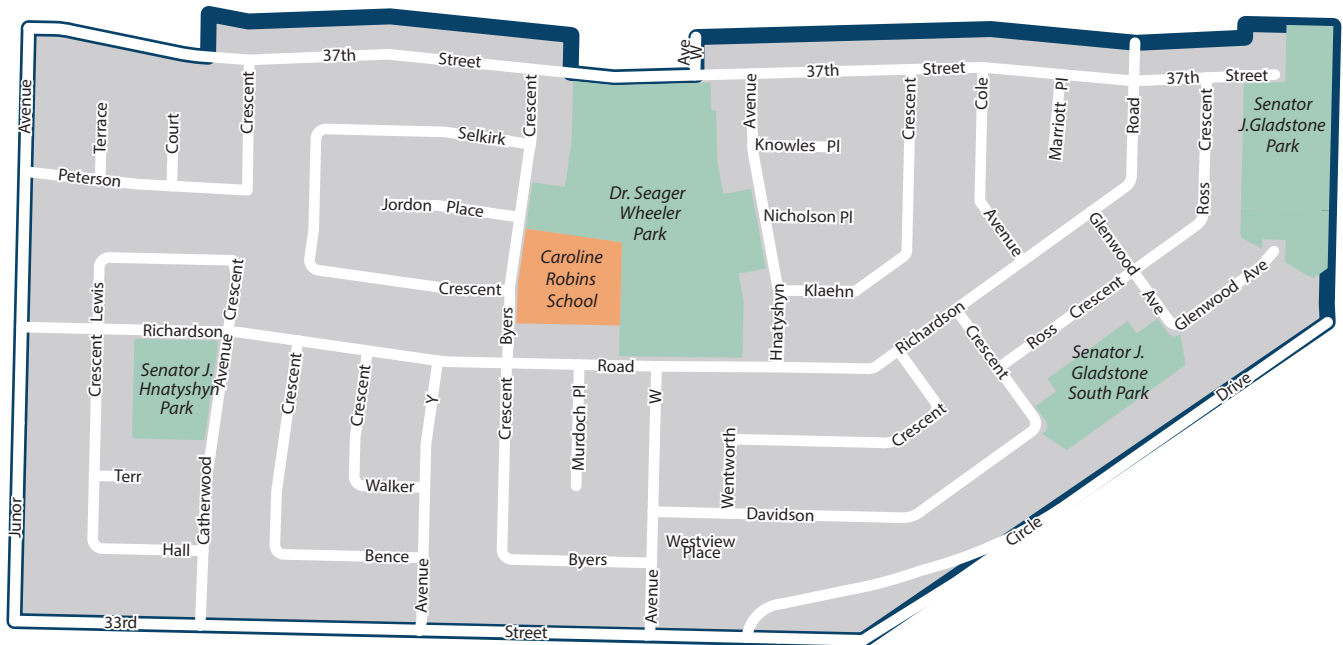 37th
Street
Ave
W
37th
Street
37th
Street
Avenue
Terrace
Court
Crescent
Peterson
Selkirk
Crescent
Jordon Place
Crescent
Byers
Dr. Seager
Wheeler
Park
Caroline
Robins
School
Avenue
Knowles Pl
Nicholson Pl
Hnatyshyn
Klaehn
Crescent
Cole
Avenue
Marriott Pl
Road
Crescent
Ross
Senator
J.Gladstone
Park
Glenwood
Ave
Glenwood Ave
Ross Crescent
Senator J.
Gladstone
South Park
Richardson
Crescent
Crescent
Lewis
Crescent
Crescent
Richardson
Senator J.
Hnatyshyn
Park
Avenue
Catherwood
Terr
Hall
Junor
Crescent
Bence
Crescent
Walker
Y
Avenue
Road
Crescent
Murdoch Pl
Byers
W
Avenue
Wentworth
Davidson
Westview
Place
Circle
Drive
33rd
Street